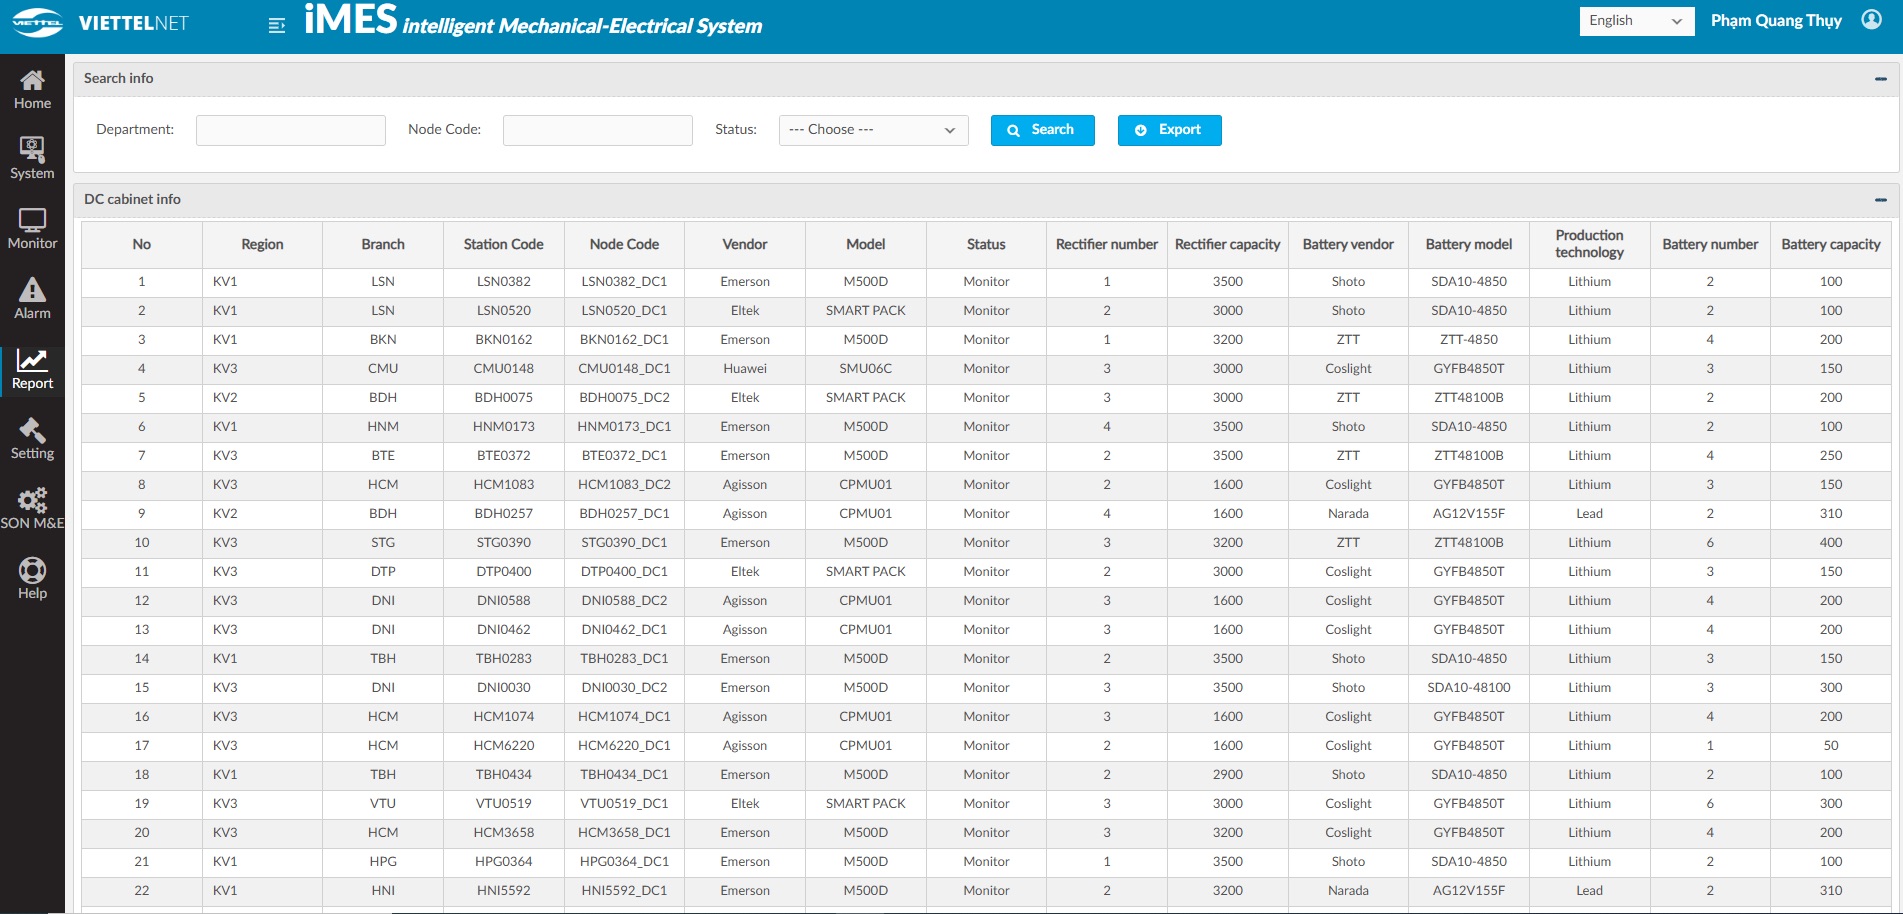 VIETTEL
VIETTELNET
iMES intelligent Mechanical-Electrical System
English
Phạm Quang Thụy
Home
System
Monitor
Alarm
Report
Setting
SON M&E
Help
Search info
Department:
Node Code:
Status:
--- Choose ---
Search
Export
DC cabinet info
No Region Branch Station Code Node Code Vendor Model Status Rectifier number Rectifier capacity Battery vendor Battery model Production technology Battery number Battery capacity
1 KV1 LSN LSN0382 LSN0382_DC1 Emerson M500D Monitor 1 3500 Shoto SDA10-4850 Lithium 2 100
2 KV1 LSN LSN0520 LSN0520_DC1 Eltek SMART PACK Monitor 2 3000 Shoto SDA10-4850 Lithium 2 100
3 KV1 BKN BKN0162 BKN0162_DC1 Emerson M500D Monitor 1 3200 ZTT ZTT-4850 Lithium 4 200
4 KV3 CMU CMU0148 CMU0148_DC1 Huawei SMU06C Monitor 3 3000 Coslight GYFB4850T Lithium 3 150
5 KV2 BDH BDH0075 BDH0075_DC2 Eltek SMART PACK Monitor 3 3000 ZTT ZTT48100B Lithium 2 200
6 KV1 HNM HNM0173 HNM0173_DC1 Emerson M500D Monitor 4 3500 Shoto SDA10-4850 Lithium 2 100
7 KV3 BTE BTE0372 BTE0372_DC1 Emerson M500D Monitor 2 3500 ZTT ZTT48100B Lithium 4 250
8 KV3 HCM HCM1083 HCM1083_DC2 Agisson CPMU01 Monitor 2 1600 Coslight GYFB4850T Lithium 3 150
9 KV2 BDH BDH0257 BDH0257_DC1 Agisson CPMU01 Monitor 4 1600 Narada AG12V155F Lead 2 310
10 KV3 STG STG0390 STG0390_DC1 Emerson M500D Monitor 3 3200 ZTT ZTT48100B Lithium 6 400
11 KV3 DTP DTP0400 DTP0400_DC1 Eltek SMART PACK Monitor 2 3000 Coslight GYFB4850T Lithium 3 150
12 KV3 DNI DNI0588 DNI0588_DC2 Agisson CPMU01 Monitor 3 1600 Coslight GYFB4850T Lithium 4 200
13 KV3 DNI DNI0462 DNI0462_DC1 Agisson CPMU01 Monitor 3 1600 Coslight GYFB4850T Lithium 4 200
14 KV1 TBH TBH0283 TBH0283_DC1 Emerson M500D Monitor 2 3500 Shoto SDA10-4850 Lithium 3 150
15 KV3 DNI DNI0030 DNI0030_DC2 Emerson M500D Monitor 3 3500 Shoto SDA10-48100 Lithium 3 300
16 KV3 HCM HCM1074 HCM1074_DC1 Agisson CPMU01 Monitor 3 1600 Coslight GYFB4850T Lithium 4 200
17 KV3 HCM HCM6220 HCM6220_DC1 Agisson CPMU01 Monitor 2 1600 Coslight GYFB4850T Lithium 1 50
18 KV1 TBH TBH0434 TBH0434_DC1 Emerson M500D Monitor 2 2900 Shoto SDA10-4850 Lithium 2 100
19 KV3 VTU VTU0519 VTU0519_DC1 Eltek SMART PACK Monitor 3 3000 Coslight GYFB4850T Lithium 6 300
20 KV3 HCM HCM3658 HCM3658_DC1 Emerson M500D Monitor 3 3200 Coslight GYFB4850T Lithium 4 200
21 KV1 HPG HPG0364 HPG0364_DC1 Emerson M500D Monitor 1 3500 Shoto SDA10-4850 Lithium 2 100
22 KV1 HNI HNI5592 HNI5592_DC1 Emerson M500D Monitor 2 3200 Narada AG12V155F Lead 2 310